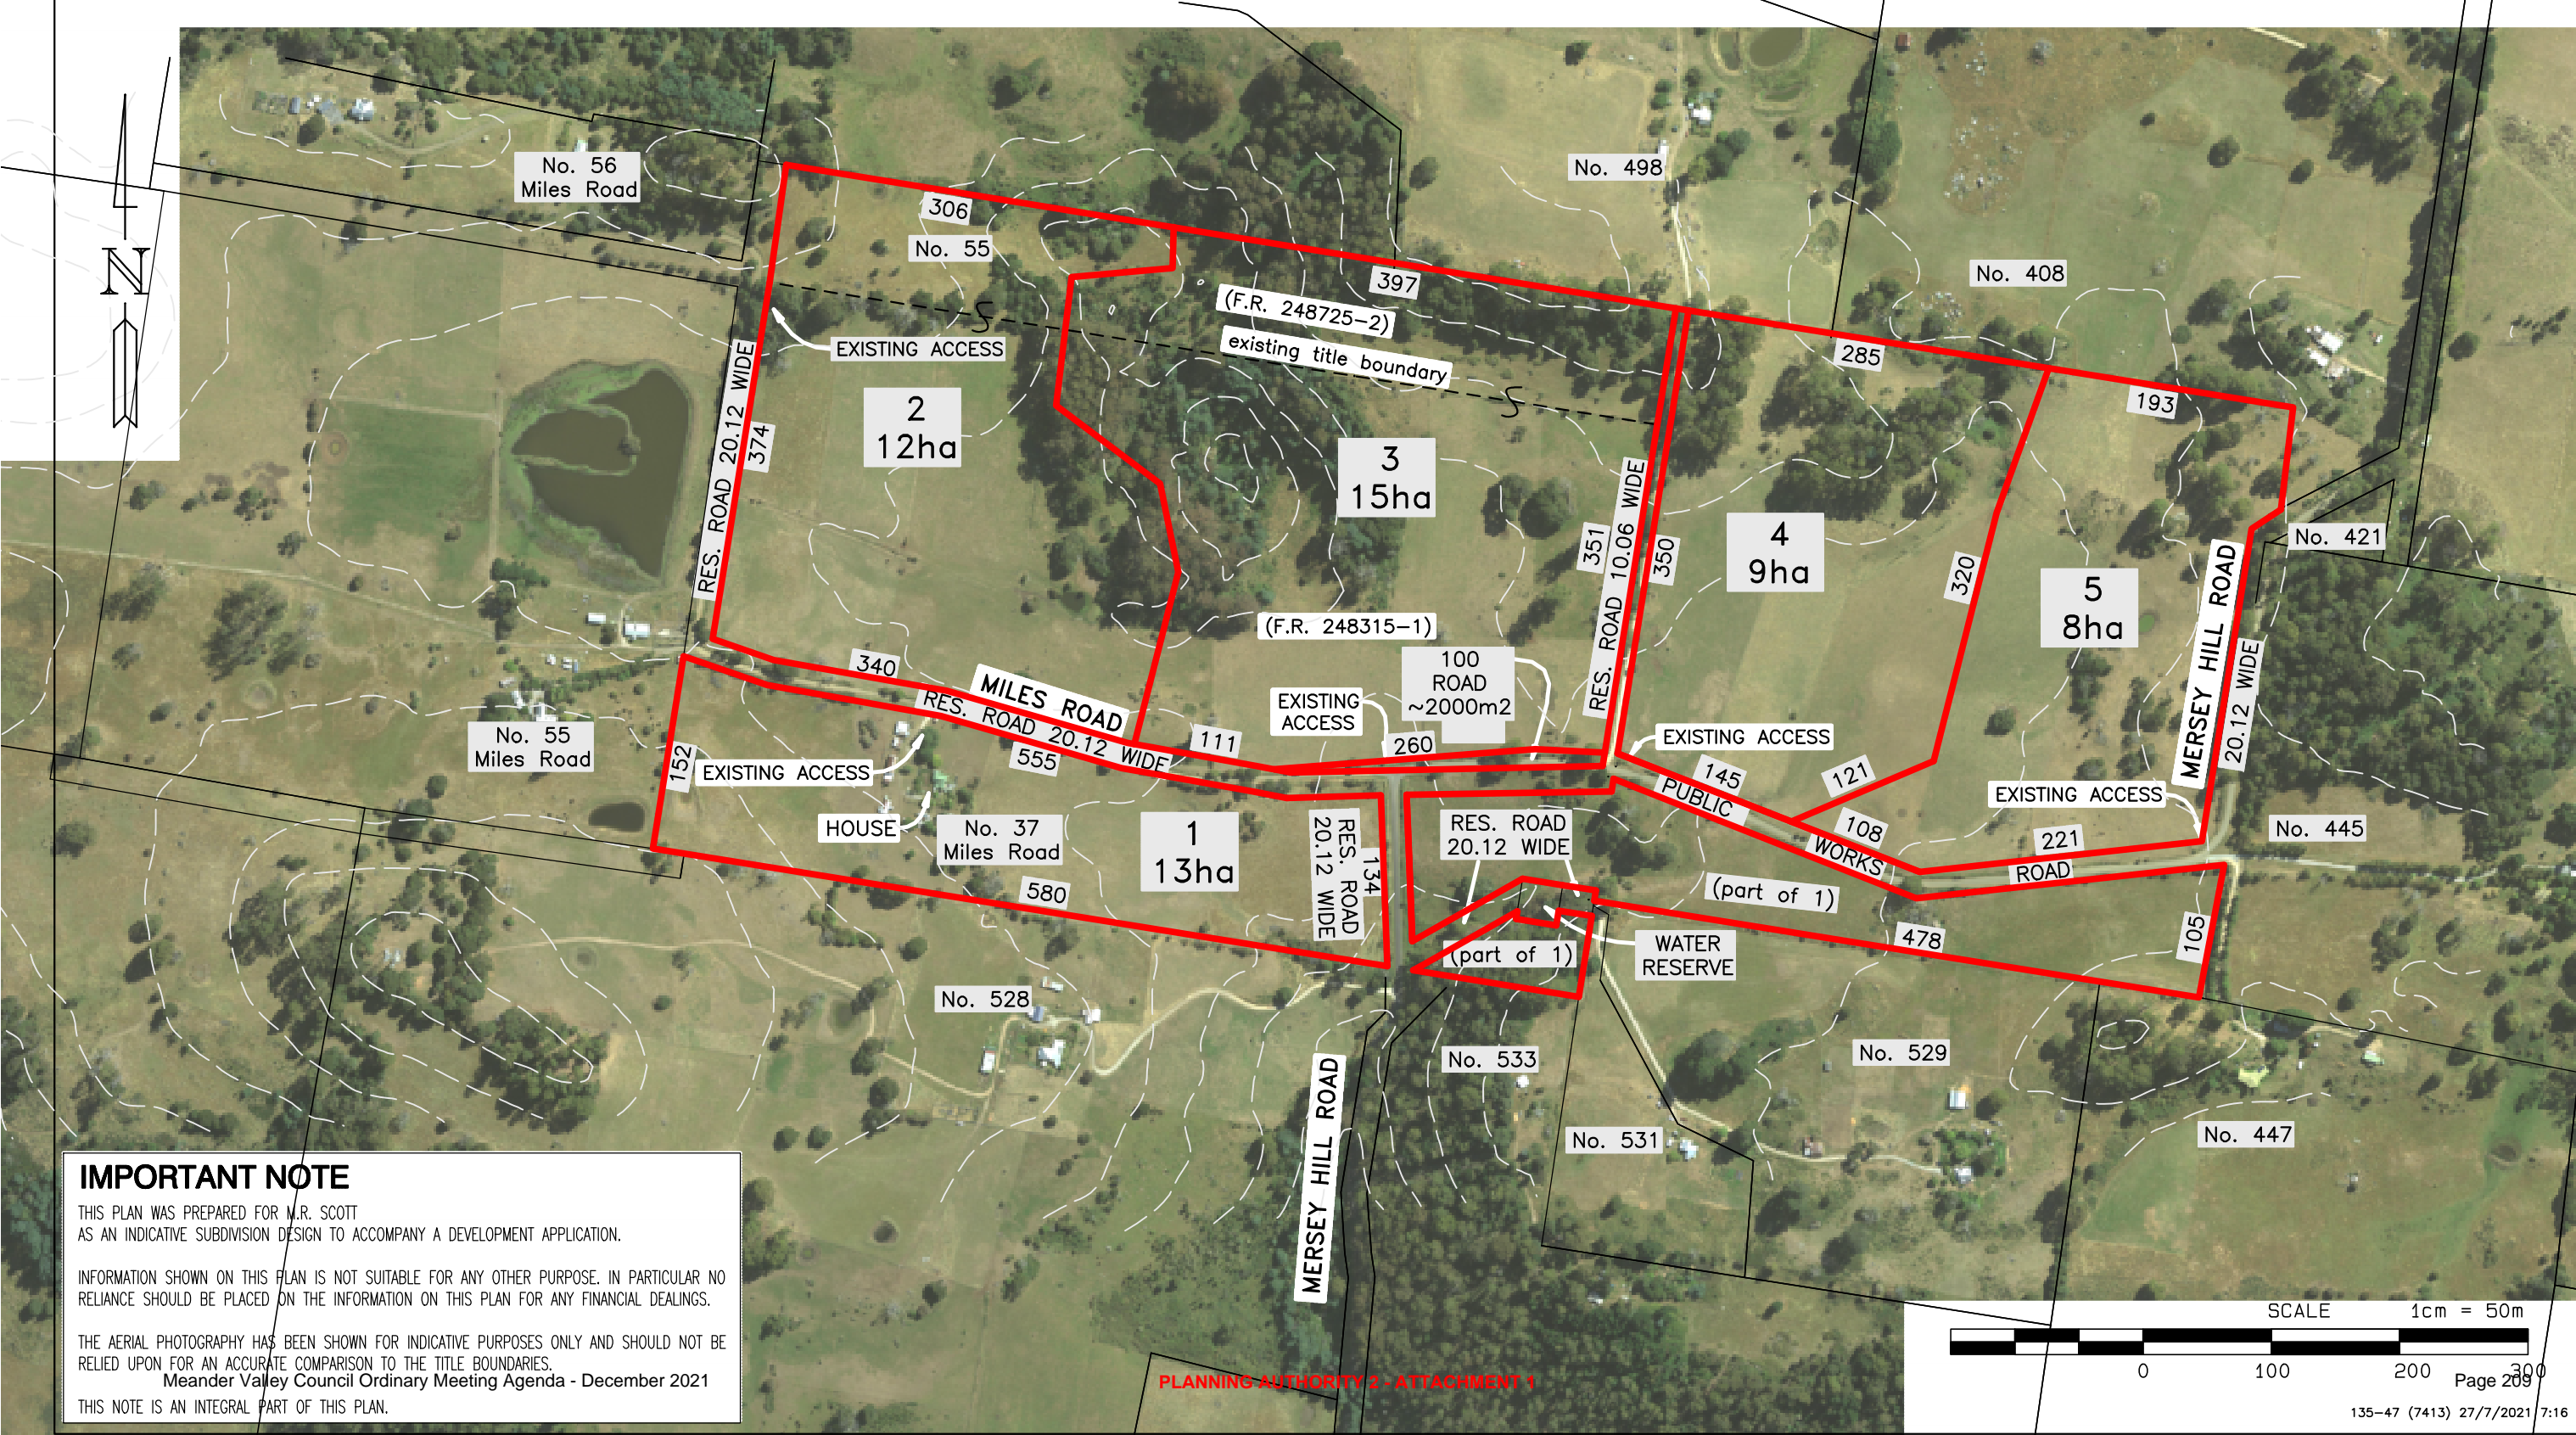 No. 56
Miles Road
N
306
No. 55
No. 498
397
No. 408
(F.R. 248725-2)
existing title boundary
S
S
285
193
EXISTING ACCESS
RES. ROAD 20.12 WIDE
374
2
12ha
3
15ha
351
RES. ROAD 10.06 WIDE
350
4
9ha
320
5
8ha
No. 421
MERSEY HILL ROAD
20.12 WIDE
(F.R. 248315-1)
340
MILES ROAD
RES. ROAD 20.12 WIDE
555
111
EXISTING
ACCESS
100
ROAD
~2000m2
260
EXISTING ACCESS
145
121
PUBLIC
WORKS
ROAD
108
221
EXISTING ACCESS
No. 445
No. 55
Miles Road
152
EXISTING ACCESS
HOUSE
No. 37
Miles Road
1
13ha
580
RES. ROAD
20.12 WIDE
134
RES. ROAD
20.12 WIDE
(part of 1)
(part of 1)
WATER
RESERVE
478
105
No. 528
No. 533
No. 529
No. 531
No. 447
MERSEY HILL ROAD
IMPORTANT NOTE
THIS PLAN WAS PREPARED FOR M.R. SCOTT
AS AN INDICATIVE SUBDIVISION DESIGN TO ACCOMPANY A DEVELOPMENT APPLICATION.
INFORMATION SHOWN ON THIS PLAN IS NOT SUITABLE FOR ANY OTHER PURPOSE. IN PARTICULAR NO
RELIANCE SHOULD BE PLACED ON THE INFORMATION ON THIS PLAN FOR ANY FINANCIAL DEALINGS.
THE AERIAL PHOTOGRAPHY HAS BEEN SHOWN FOR INDICATIVE PURPOSES ONLY AND SHOULD NOT BE
RELIED UPON FOR AN ACCURATE COMPARISON TO THE TITLE BOUNDARIES.
Meander Valley Council Ordinary Meeting Agenda - December 2021
THIS NOTE IS AN INTEGRAL PART OF THIS PLAN.
PLANNING AUTHORITY 2 - ATTACHMENT 1
SCALE 1cm = 50m
0 100 200 300
Page 209
135-47 (7413) 27/7/2021 7:16